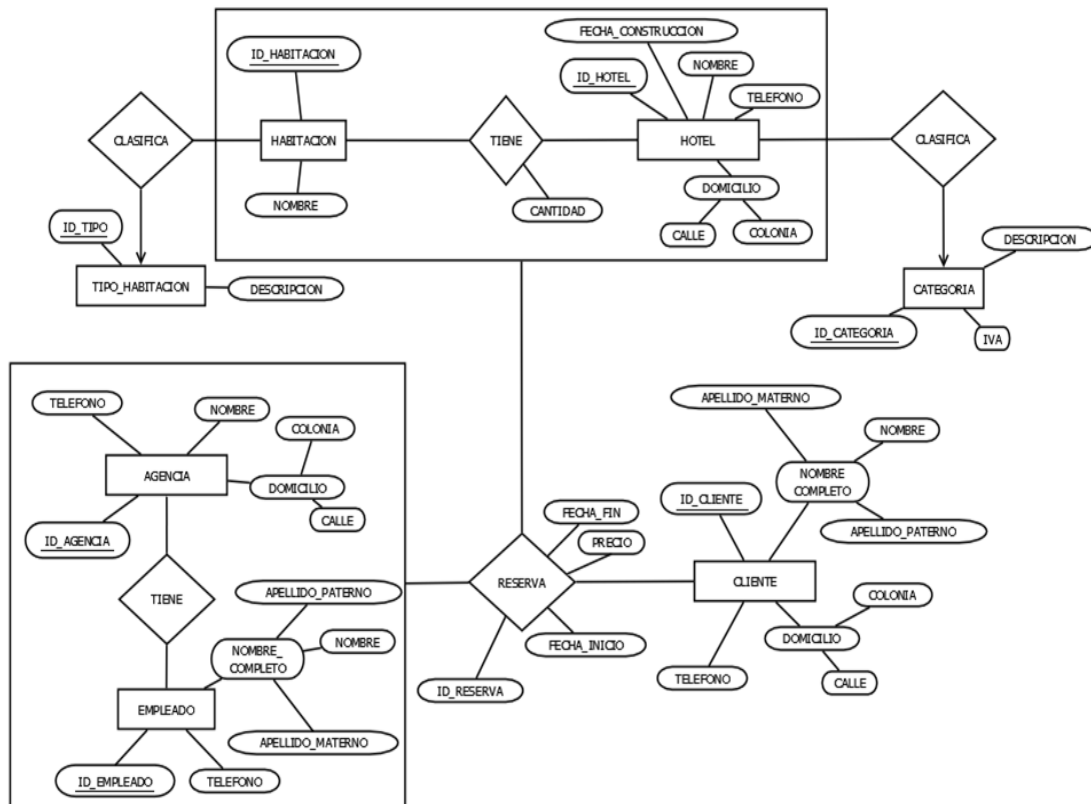 FECHA_CONSTRUCCION
ID_HABITACION
NOMBRE
ID_HOTEL
TELEFONO
CLASIFICA
HABITACION
TIENE
HOTEL
CLASIFICA
DOMICILIO
NOMBRE
CANTIDAD
CALLE
COLONIA
ID_TIPO
DESCRIPCION
TIPO_HABITACION
DESCRIPCION
CATEGORIA
ID_CATEGORIA
IVA
TELEFONO
NOMBRE
COLONIA
AGENCIA
DOMICILIO
CALLE
ID_AGENCIA
TIENE
APELLIDO_PATERNO
NOMBRE_
COMPLETO
NOMBRE
EMPLEADO
APELLIDO_MATERNO
ID_EMPLEADO
TELEFONO
APELLIDO_MATERNO
NOMBRE
NOMBRE
COMPLETO
ID_CLIENTE
APELLIDO_PATERNO
FECHA_FIN
PRECIO
RESERVA
CLIENTE
COLONIA
DOMICILIO
FECHA_INICIO
TELEFONO
CALLE
ID_RESERVA